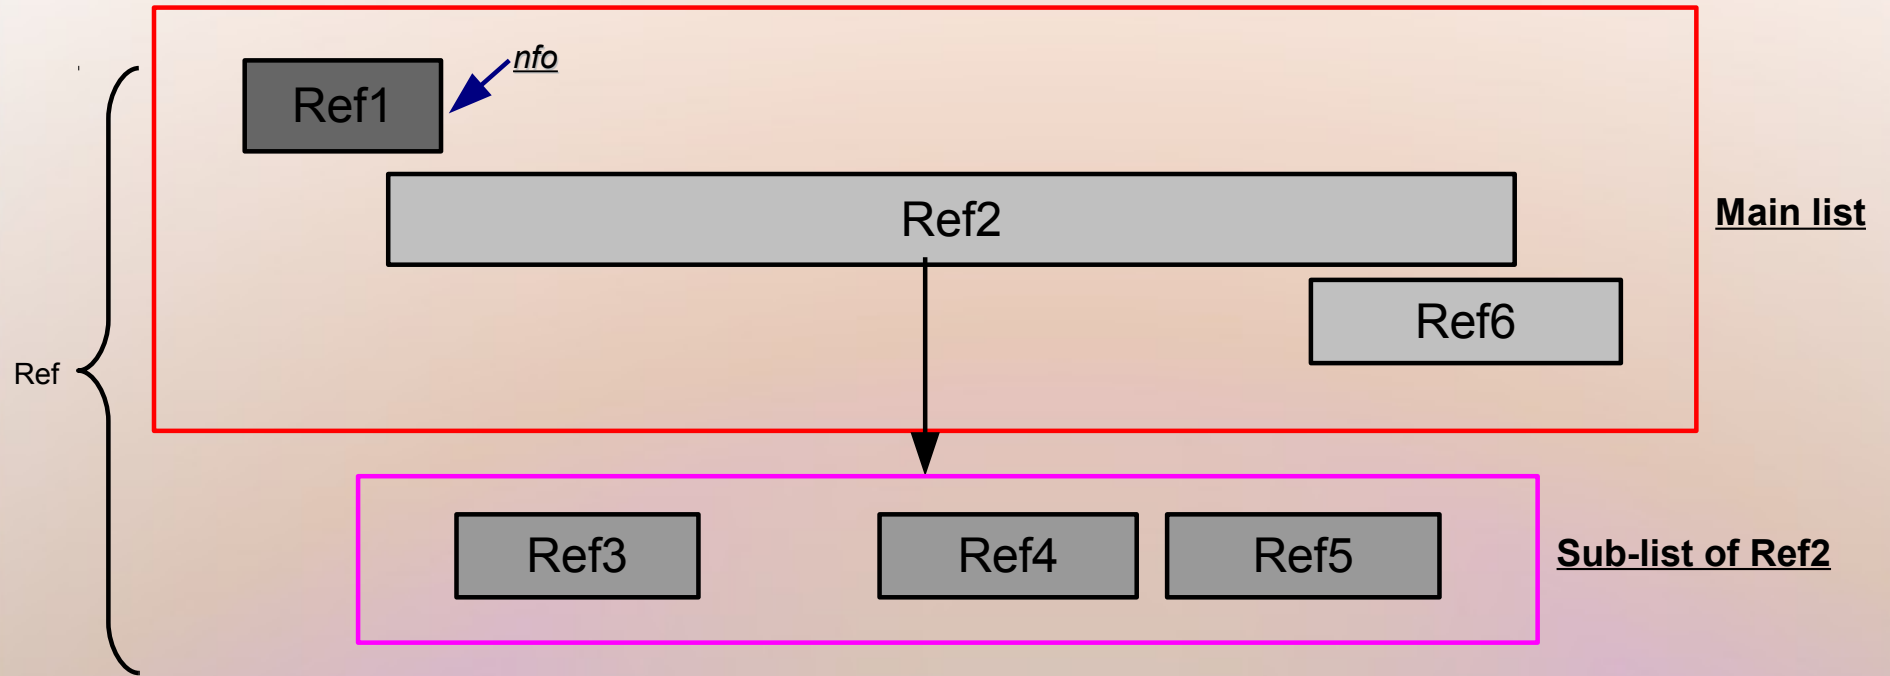 nfo
Ref1
Ref2
Main list
Ref6
Ref
Ref3
Ref4
Ref5
Sub-list of Ref2